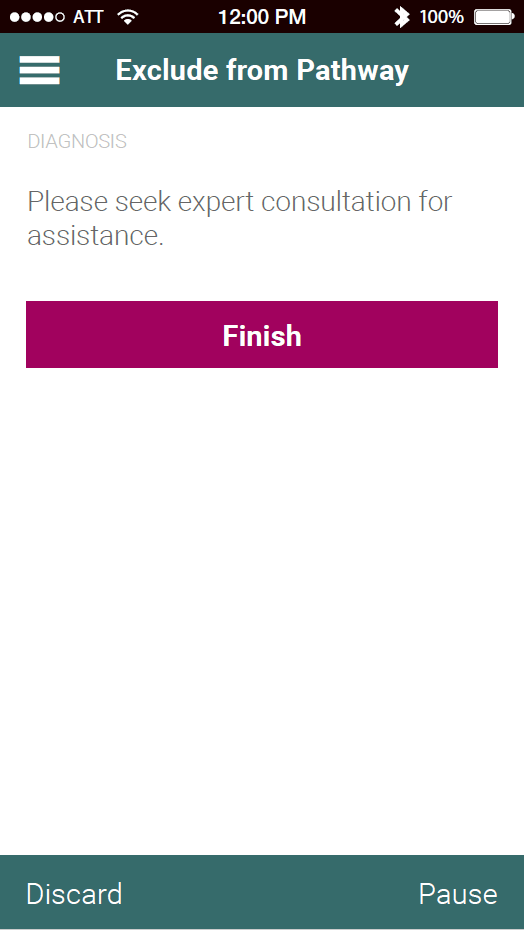 ATT 12:00 PM 100%
Exclude from Pathway
DIAGNOSIS
Please seek expert consultation for
assistance.
Finish
Discard Pause